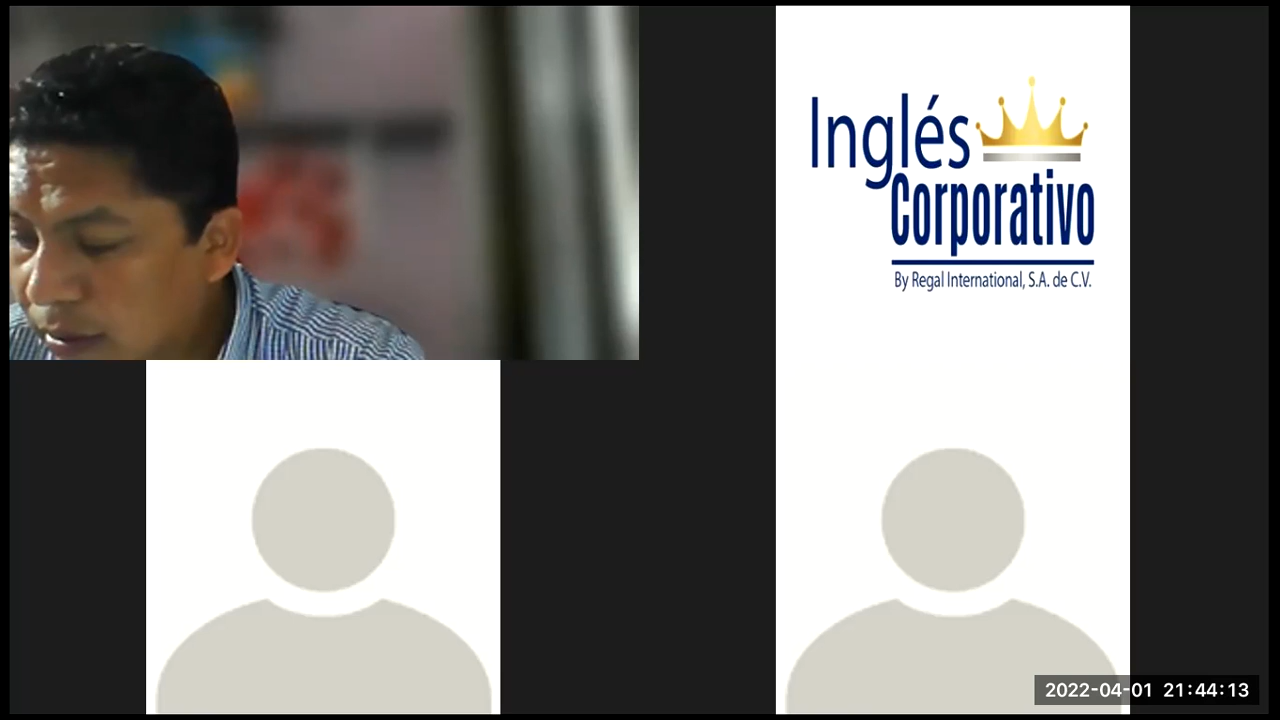 Inglés
Corporativo
By Regal International, S.A. de C.V.
2022-04-01 21:44:13